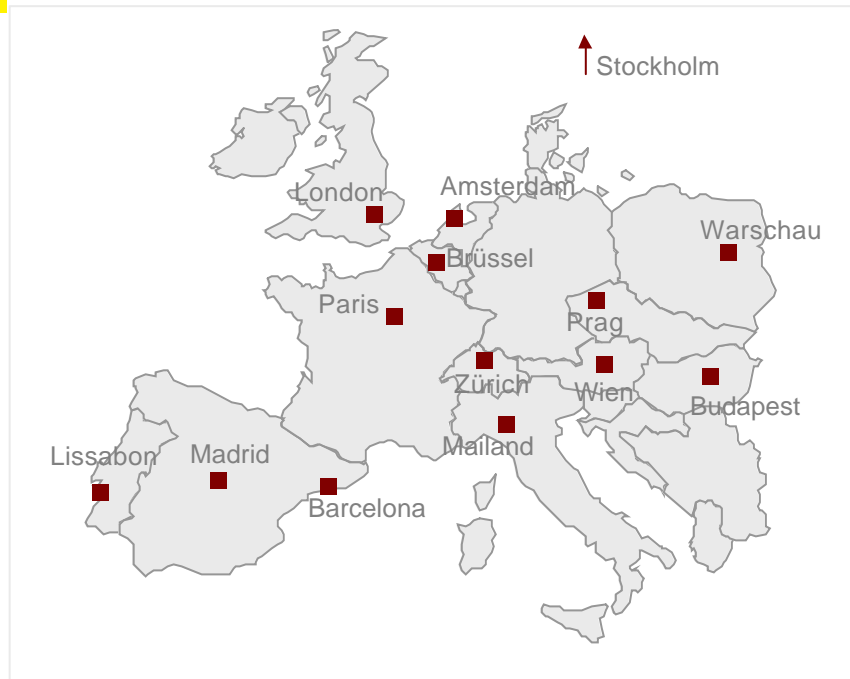 Stockholm
Amsterdam
London
Warschau
Brüssel
Paris
Prag
Zürich
Wien
Budapest
Mailand
Madrid
Lissabon
Barcelona